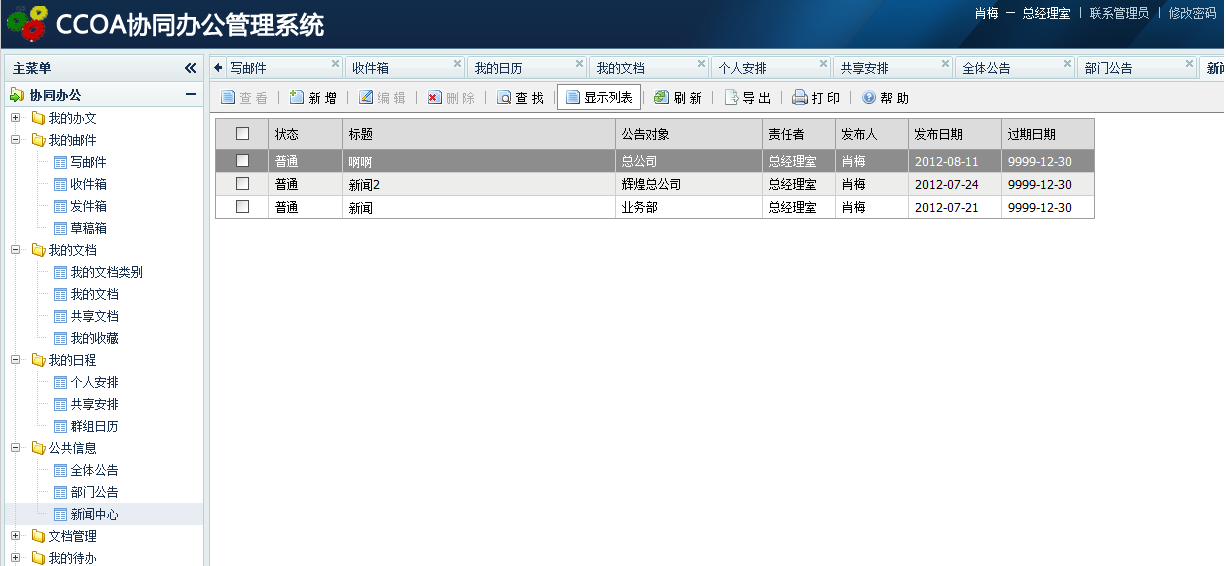 CCOA协同办公管理系统
肖梅 — 总经理室 | 联系管理员 | 修改密码
主菜单
协同办公
我的办文
我的邮件
写邮件
收件箱
发件箱
草稿箱
我的文档
我的文档类别
我的文档
共享文档
我的收藏
我的日程
个人安排
共享安排
群组日历
公共信息
全体公告
部门公告
新闻中心
文档管理
我的待办
写邮件 收件箱 我的日历 我的文档 个人安排 共享安排 全体公告 部门公告
查看 | 新增 | 编辑 | 删除 | 查找 | 显示列表 | 刷新 | 导出 | 打印 | 帮助
状态 标题 公告对象 责任者 发布人 发布日期 过期日期
普通 啊啊 总公司 总经理室 肖梅 2012-08-11 9999-12-30
普通 新闻2 辉煌总公司 总经理室 肖梅 2012-07-24 9999-12-30
普通 新闻 业务部 总经理室 肖梅 2012-07-21 9999-12-30